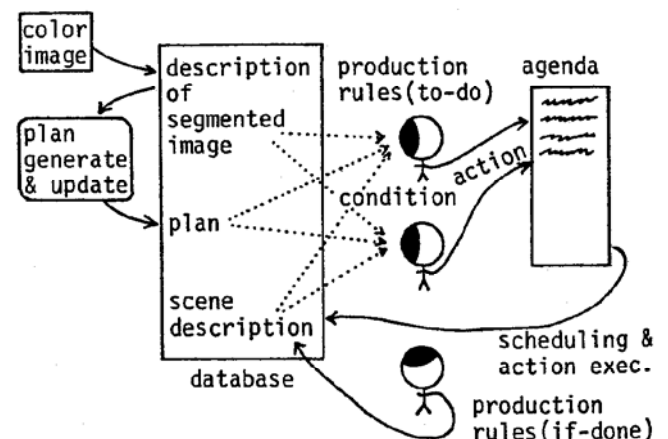 color
image
plan
generate
& update
description
of
segmented
image
plan
scene
description
database
production
rules(to-do)
condition
action
agenda
scheduling &
action exec.
production
rules(if-done)